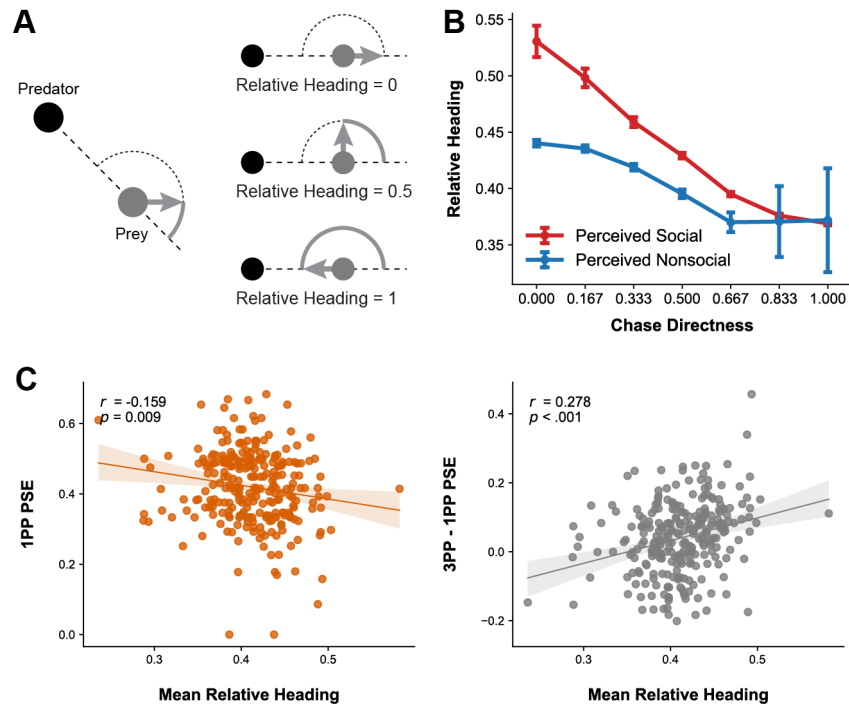 A
Predator
Prey
Relative Heading = 0
Relative Heading = 0.5
Relative Heading = 1
B
Relative Heading
0.55
0.50
0.45
0.40
0.35
Perceived Social
Perceived Nonsocial
0.000 0.167 0.333 0.500 0.667 0.833 1.000
Chase Directness
C
r = -0.159
p = 0.009
1PP PSE
0.6
0.4
0.2
0.0
0.3 0.4 0.5
Mean Relative Heading
r = 0.278
p < .001
3PP - 1PP PSE
0.4
0.2
0.0
−0.2
0.3 0.4 0.5
Mean Relative Heading